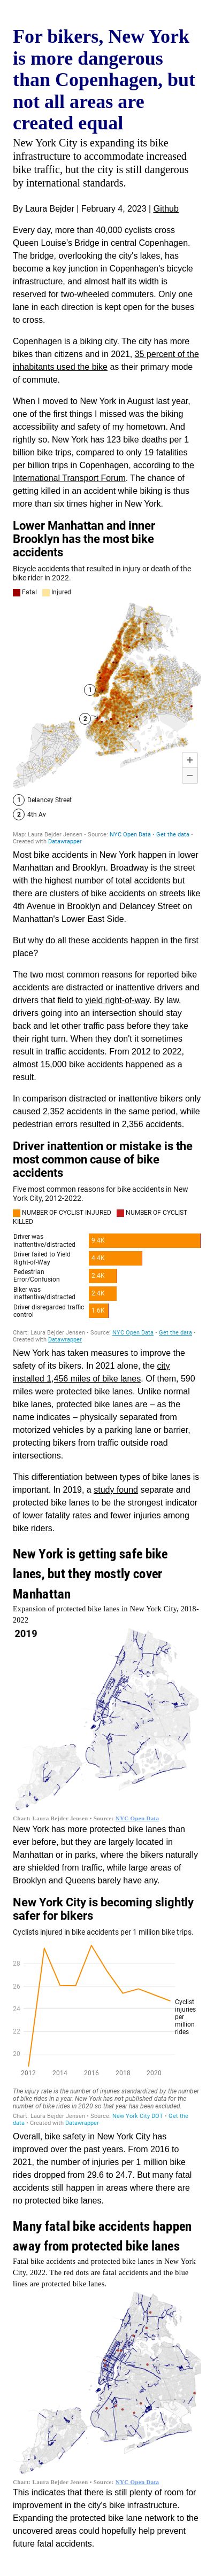 For bikers, New York
is more dangerous
than Copenhagen, but
not all areas are
created equal
New York City is expanding its bike
infrastructure to accommodate increased
bike traffic, but the city is still dangerous
by international standards.
By Laura Bejder | February 4, 2023 | Github
Every day, more than 40,000 cyclists cross
Queen Louise's Bridge in central Copenhagen.
The bridge, overlooking the city's lakes, has
become a key junction in Copenhagen's bicycle
infrastructure, and almost half its width is
reserved for two-wheeled commuters. Only one
lane in each direction is kept open for the buses
to cross.
Copenhagen is a biking city. The city has more
bikes than citizens and in 2021, 35 percent of the
inhabitants used the bike as their primary mode
of commute.
When I moved to New York in August last year,
one of the first things I missed was the biking
accessibility and safety of my hometown. And
rightly so. New York has 123 bike deaths per 1
billion bike trips, compared to only 19 fatalities
per billion trips in Copenhagen, according to the
International Transport Forum. The chance of
getting killed in an accident while biking is thus
more than six times higher in New York.
Lower Manhattan and inner
Brooklyn has the most bike
accidents
Bicycle accidents that resulted in injury or death of the
bike rider in 2022.
Fatal Injured
1
2
+
−
1 Delancey Street
2 4th Av
Map: Laura Bejder Jensen • Source: NYC Open Data • Get the data •
Created with Datawrapper
Most bike accidents in New York happen in lower
Manhattan and Brooklyn. Broadway is the street
with the highest number of total accidents but
there are clusters of bike accidents on streets like
4th Avenue in Brooklyn and Delancey Street on
Manhattan's Lower East Side.
But why do all these accidents happen in the first
place?
The two most common reasons for reported bike
accidents are distracted or inattentive drivers and
drivers that field to yield right-of-way. By law,
drivers going into an intersection should stay
back and let other traffic pass before they take
their right turn. When they don't it sometimes
result in traffic accidents. From 2012 to 2022,
almost 15,000 bike accidents happened as a
result.
In comparison distracted or inattentive bikers only
caused 2,352 accidents in the same period, while
pedestrian errors resulted in 2,356 accidents.
Driver inattention or mistake is the
most common cause of bike
accidents
Five most common reasons for bike accidents in New
York City, 2012-2022.
NUMBER OF CYCLIST INJURED NUMBER OF CYCLIST
KILLED
Driver was
inattentive/distracted
9.4K
Driver failed to Yield
Right-of-Way
4.4K
Pedestrian
Error/Confusion
2.4K
Biker was
inattentive/distracted
2.4K
Driver disregarded traffic
control
1.6K
Chart: Laura Bejder Jensen • Source: NYC Open Data • Get the data •
Created with Datawrapper
New York has taken measures to improve the
safety of its bikers. In 2021 alone, the city
installed 1,456 miles of bike lanes. Of them, 590
miles were protected bike lanes. Unlike normal
bike lanes, protected bike lanes are – as the
name indicates – physically separated from
motorized vehicles by a parking lane or barrier,
protecting bikers from traffic outside road
intersections.
This differentiation between types of bike lanes is
important. In 2019, a study found separate and
protected bike lanes to be the strongest indicator
of lower fatality rates and fewer injuries among
bike riders.
New York is getting safe bike
lanes, but they mostly cover
Manhattan
Expansion of protected bike lanes in New York City, 2018-
2022
2019
Chart: Laura Bejder Jensen • Source: NYC Open Data
New York has more protected bike lanes than
ever before, but they are largely located in
Manhattan or in parks, where the bikers naturally
are shielded from traffic, while large areas of
Brooklyn and Queens barely have any.
New York City is becoming slightly
safer for bikers
Cyclists injured in bike accidents per 1 million bike trips.
28
26
24
22
20
Cyclist
injuries
per
million
rides
2012 2014 2016 2018 2020
The injury rate is the number of injuries standardized by the number
of bike rides in a year. New York has not published data for the
number of bike rides in 2020 so that year has been excluded.
Chart: Laura Bejder Jensen • Source: New York City DOT • Get the
data • Created with Datawrapper
Overall, bike safety in New York City has
improved over the past years. From 2016 to
2021, the number of injuries per 1 million bike
rides dropped from 29.6 to 24.7. But many fatal
accidents still happen in areas where there are
no protected bike lanes.
Many fatal bike accidents happen
away from protected bike lanes
Fatal bike accidents and protected bike lanes in New York
City, 2022. The red dots are fatal accidents and the blue
lines are protected bike lanes.
Chart: Laura Bejder Jensen • Source: NYC Open Data
This indicates that there is still plenty of room for
improvement in the city's bike infrastructure.
Expanding the protected bike lane network to the
uncovered areas could hopefully help prevent
future fatal accidents.